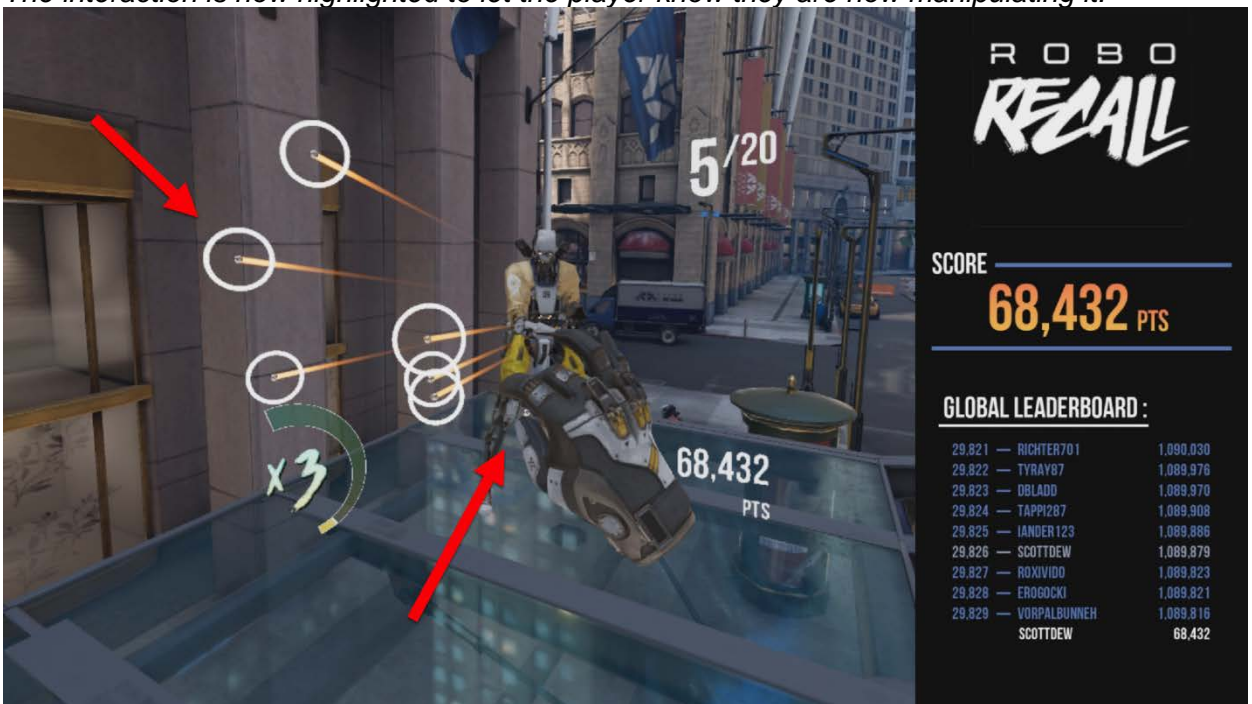 The interaction is now highlighted to let the player know they are now manipulating it.
ROBO
RECALL
5/20
SCORE
68,432 PTS
x3
68,432
PTS
GLOBAL LEADERBOARD :
29,821 — RICHTER701 1,090,030
29,822 — TYRAY87 1,089,976
29,823 — DBLADD 1,089,970
29,824 — TAPPI287 1,089,908
29,825 — IANDER123 1,089,886
29,826 — SCOTTDEW 1,089,879
29,827 — ROXIVIDO 1,089,823
29,828 — EROGOCKI 1,089,821
29,829 — VORPALBUNNEH 1,089,816
SCOTTDEW 68,432